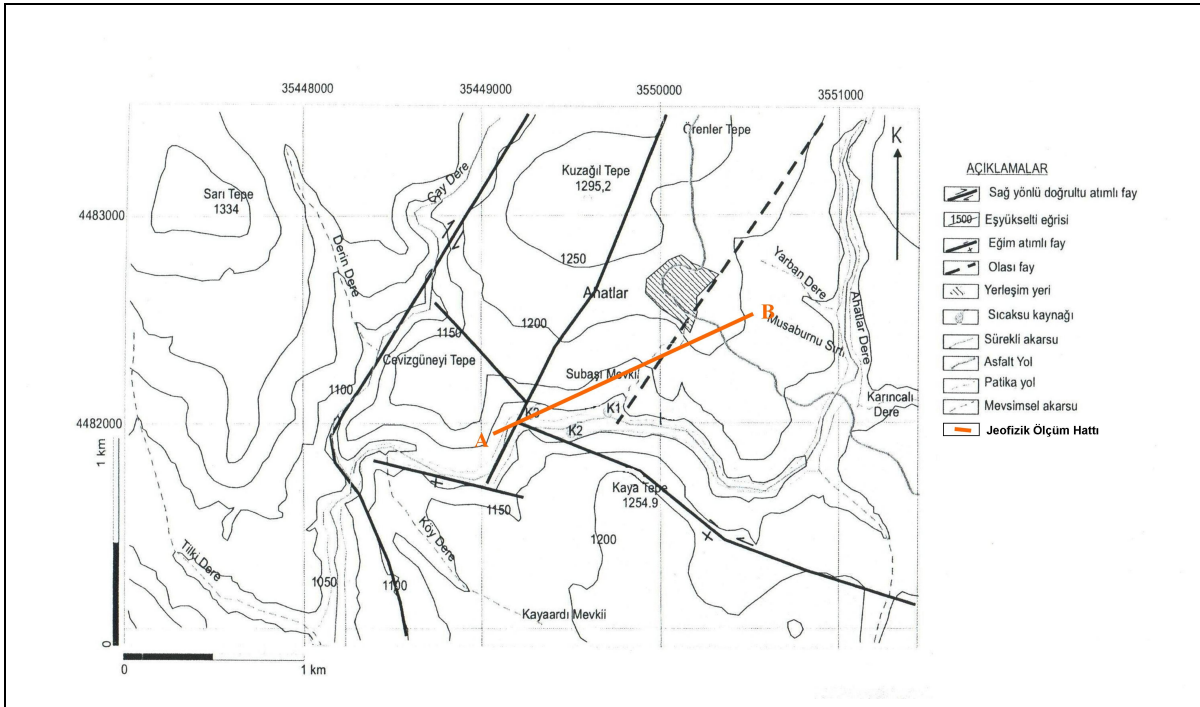 35448000
35449000
3550000
3551000
Örenler Tepe
K
Kuzağıl Tepe
1295,2
AÇIKLAMALAR
Çay Dere
Sarı Tepe
1334
Sağ yönlü doğrultu atımlı fay
4483000
1500
Eşyükselti eğrisi
Derin Dere
Eğim atımlı fay
1250
Yarban Dere
Olası fay
Ahatlar
Yerleşim yeri
Ahatlar Dere
B
Sıcaksu kaynağı
1200
Musaburnu Sırtı
1150
Sürekli akarsu
Cevizgüneyi Tepe
Asfalt Yol
Subaşı Mevkii
1100
Patika yol
Karıncalı
Dere
K3
K1
Mevsimsel akarsu
4482000
K2
A
Jeofizik Ölçüm Hattı
1 km
Kaya Tepe
1254.9
1150
Köy Dere
1200
Tilki Dere
1050
1100
Kayaardı Mevkii
0
0
1 km